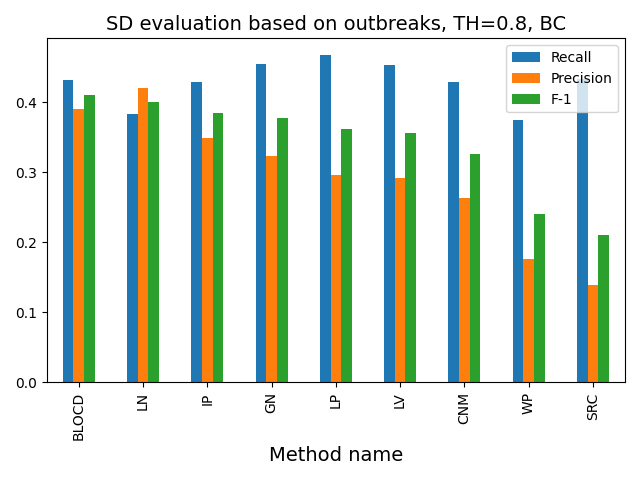 SD evaluation based on outbreaks, TH=0.8, BC
Recall
Precision
F-1
0.4
0.3
0.2
0.1
0.0
BLOCD
LN
IP
GN
LP
LV
CNM
WP
SRC
Method name